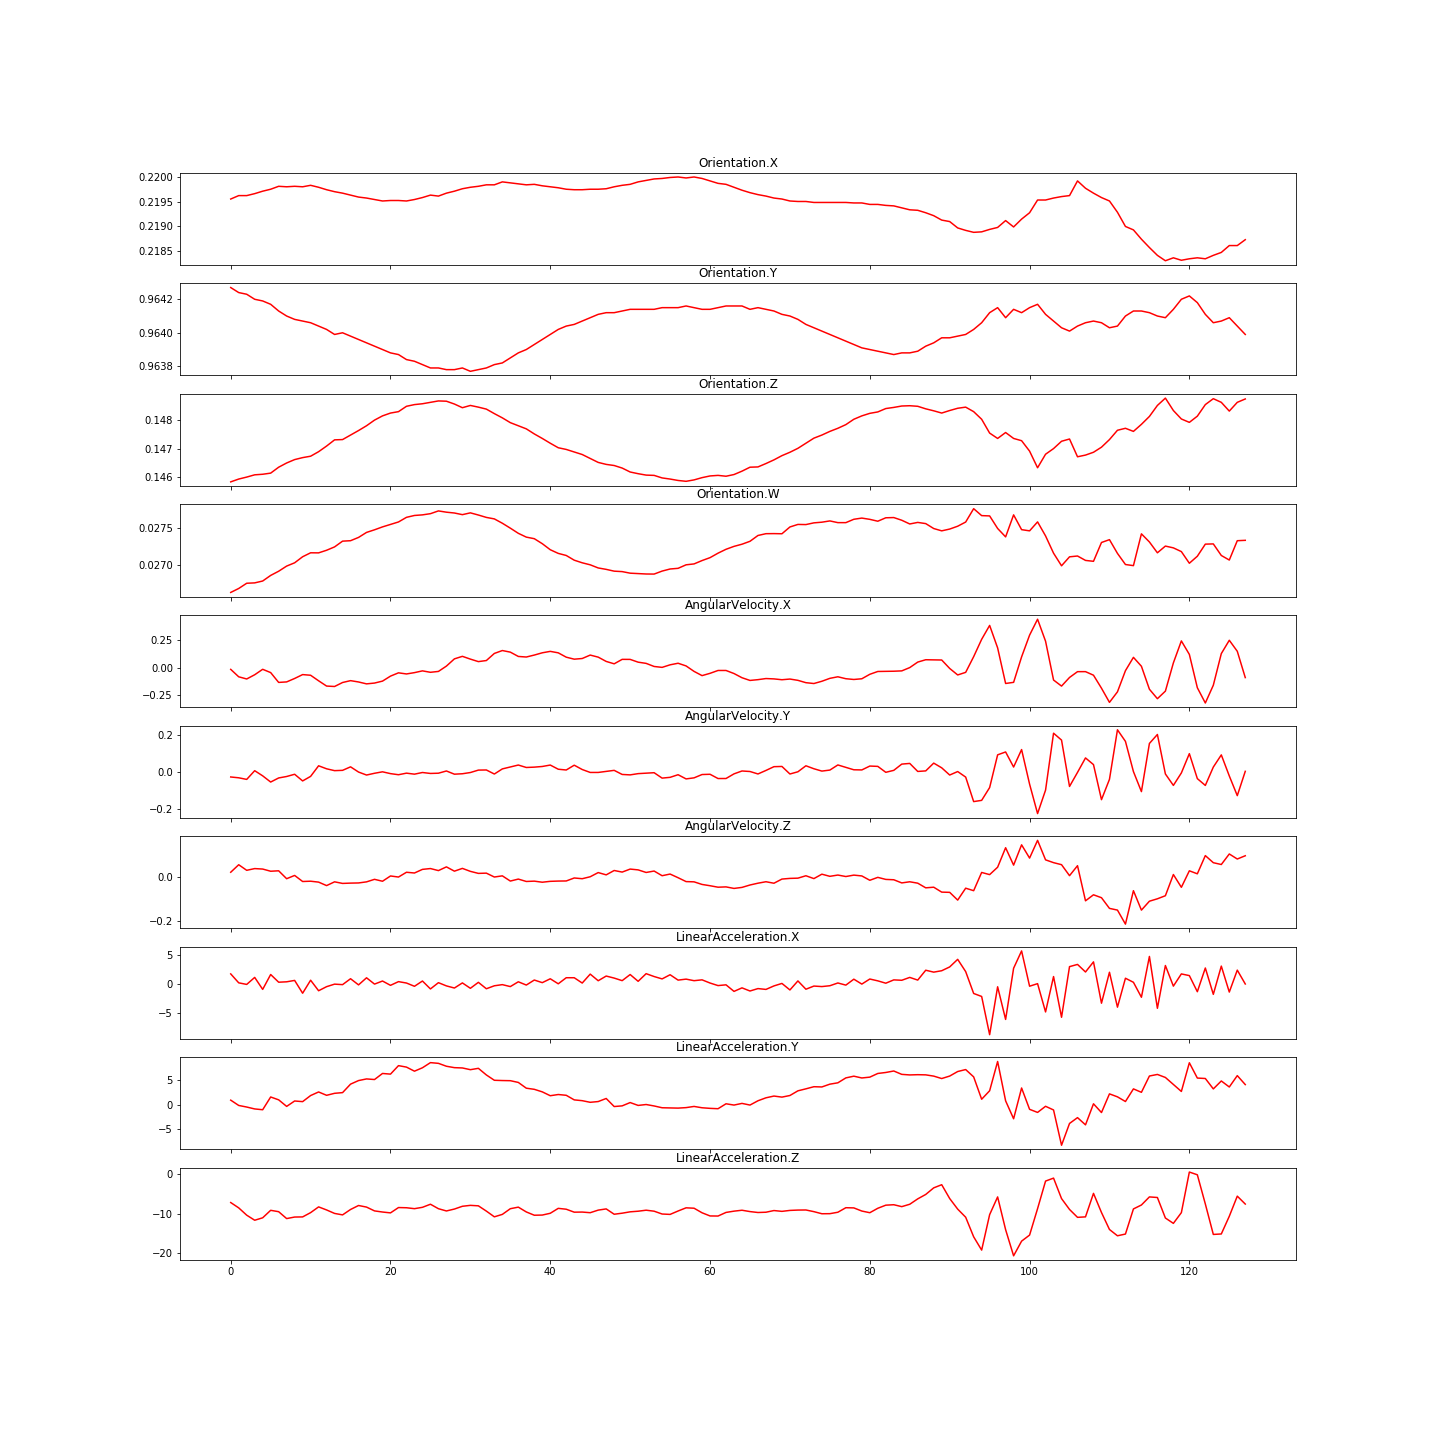 Orientation.X
0.2200
0.2195
0.2190
0.2185
Orientation.Y
0.9642
0.9640
0.9638
Orientation.Z
0.148
0.147
0.146
Orientation.W
0.0275
0.0270
AngularVelocity.X
0.25
0.00
−0.25
AngularVelocity.Y
0.2
0.0
−0.2
AngularVelocity.Z
0.0
−0.2
LinearAcceleration.X
5
0
−5
LinearAcceleration.Y
5
0
−5
LinearAcceleration.Z
0
−10
−20
0 20 40 60 80 100 120